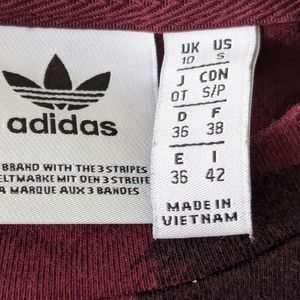 adidas
BRAND WITH THE 3 STRIPES
ELTMARKE MIT DEN 3 STREIFE
A MARQUE AUX 3 BANDES
UK US
10 S
J CDN
OT S/P
D F
36 38
E I
36 42
MADE IN
VIETNAM